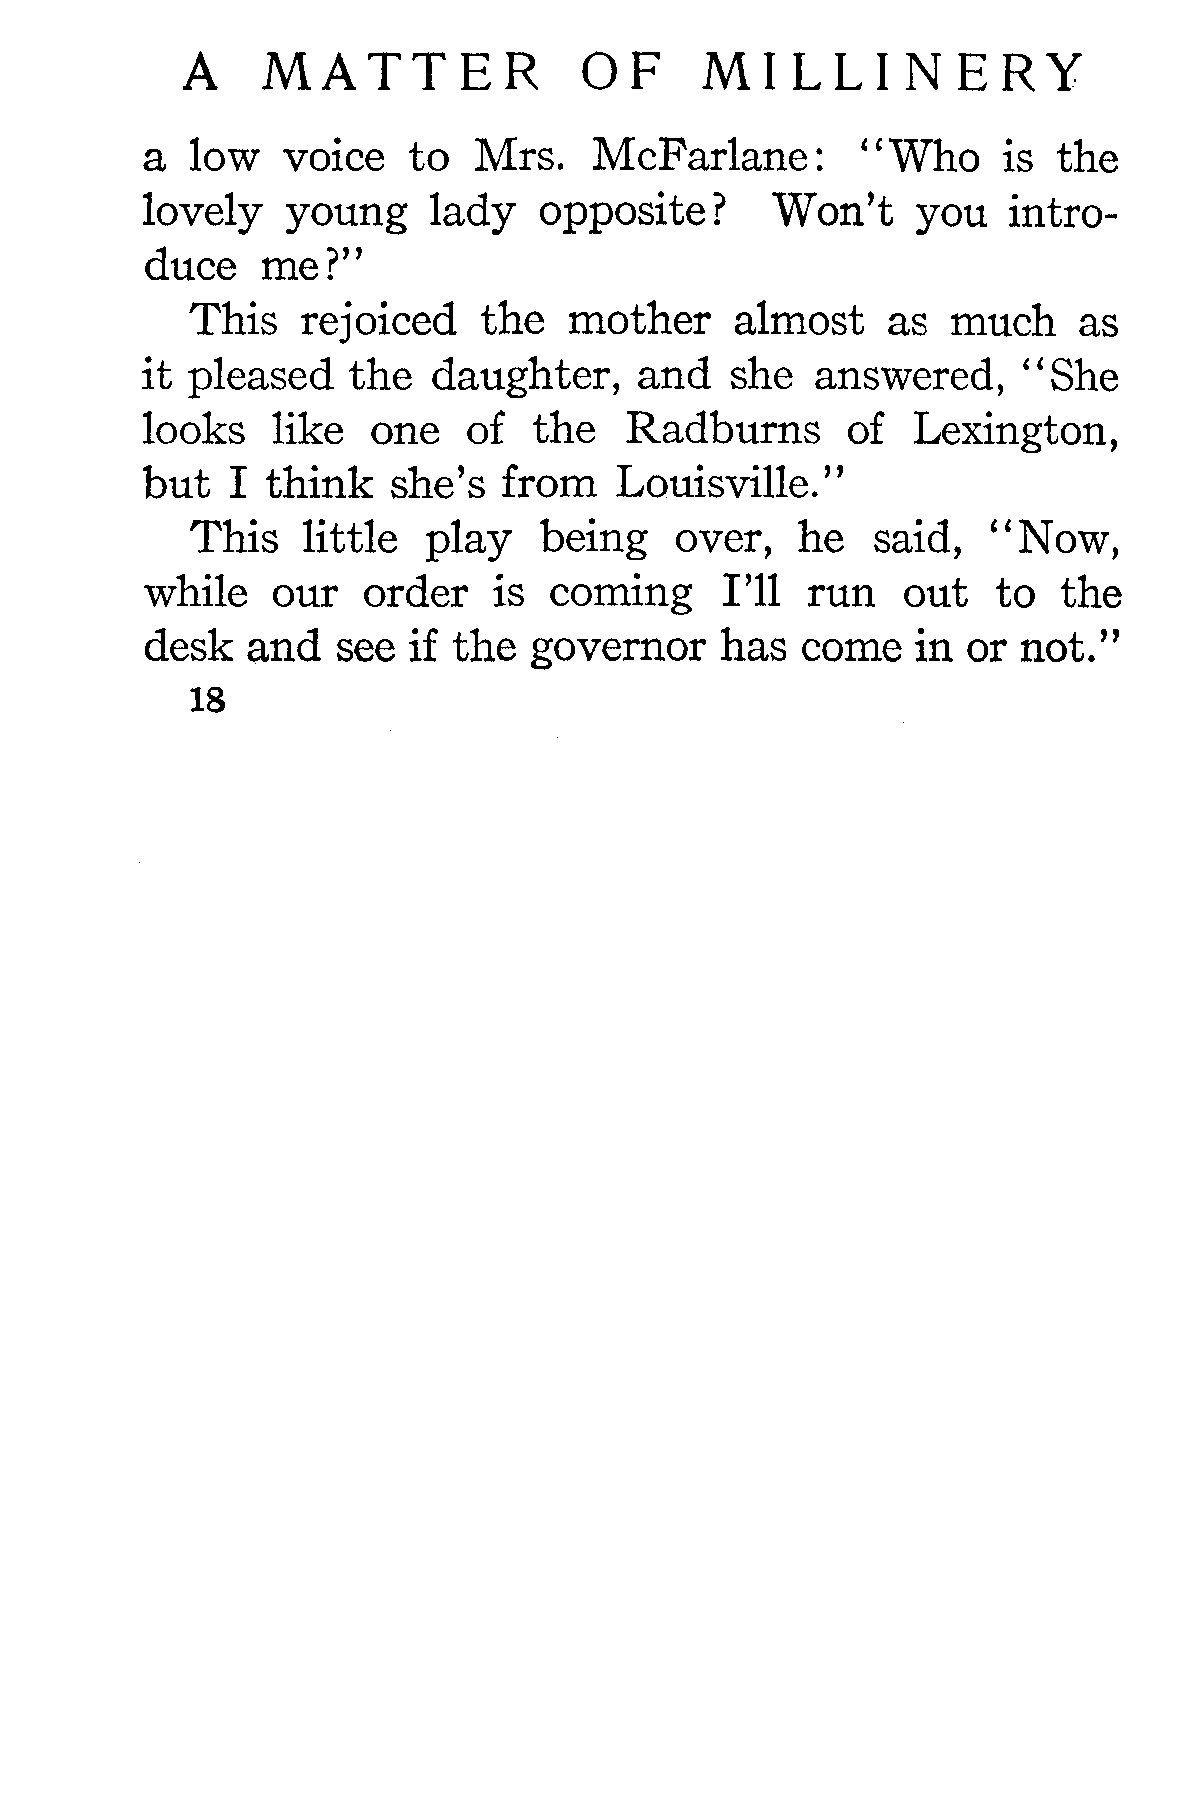 A MATTER OF MILLINERY
a low voice to Mrs. McFarlane: “Who is the
lovely young lady opposite? Won’t you intro-
duce me?”
This rejoiced the mother almost as much as
it pleased the daughter, and she answered, “She
looks like one of the Radburns of Lexington,
but I think she’s from Louisville.”
This little play being over, he said, “Now,
while our order is coming I’ll run out to the
desk and see if the governor has come in or not.”
18